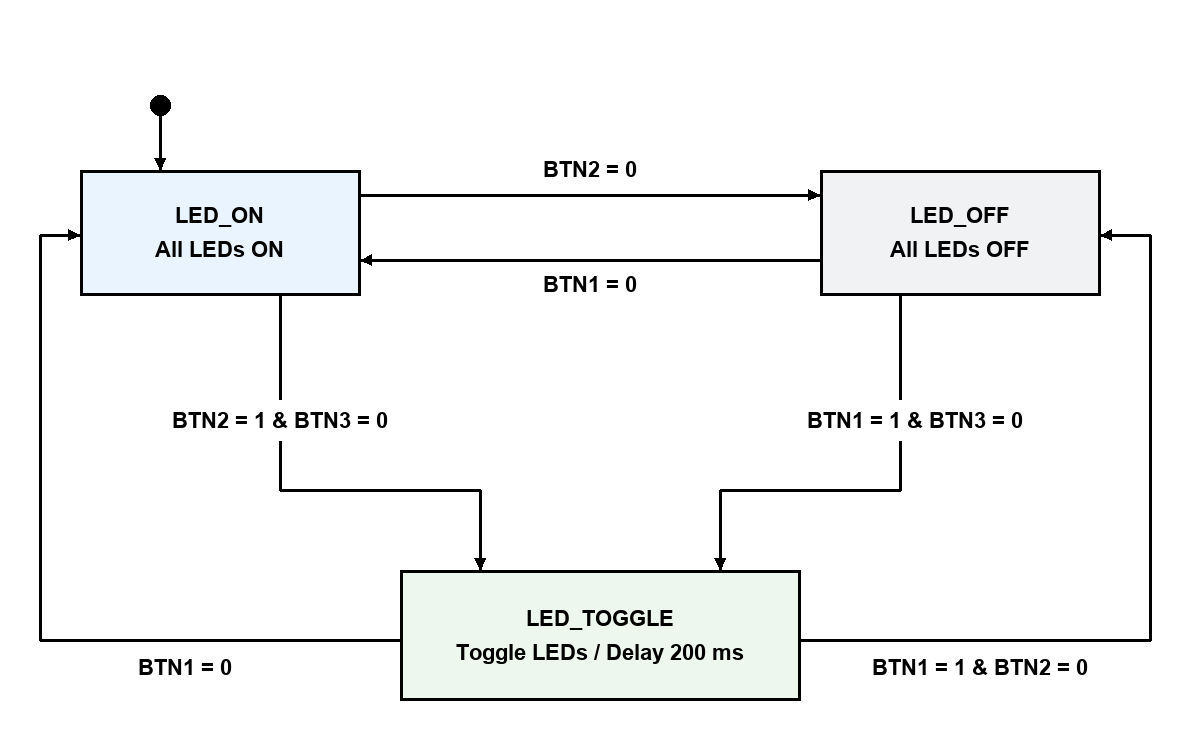 BTN2 = 0
LED_ON
All LEDs ON
LED_OFF
All LEDs OFF
BTN1 = 0
BTN2 = 1 & BTN3 = 0
BTN1 = 1 & BTN3 = 0
LED_TOGGLE
Toggle LEDs / Delay 200 ms
BTN1 = 0
BTN1 = 1 & BTN2 = 0